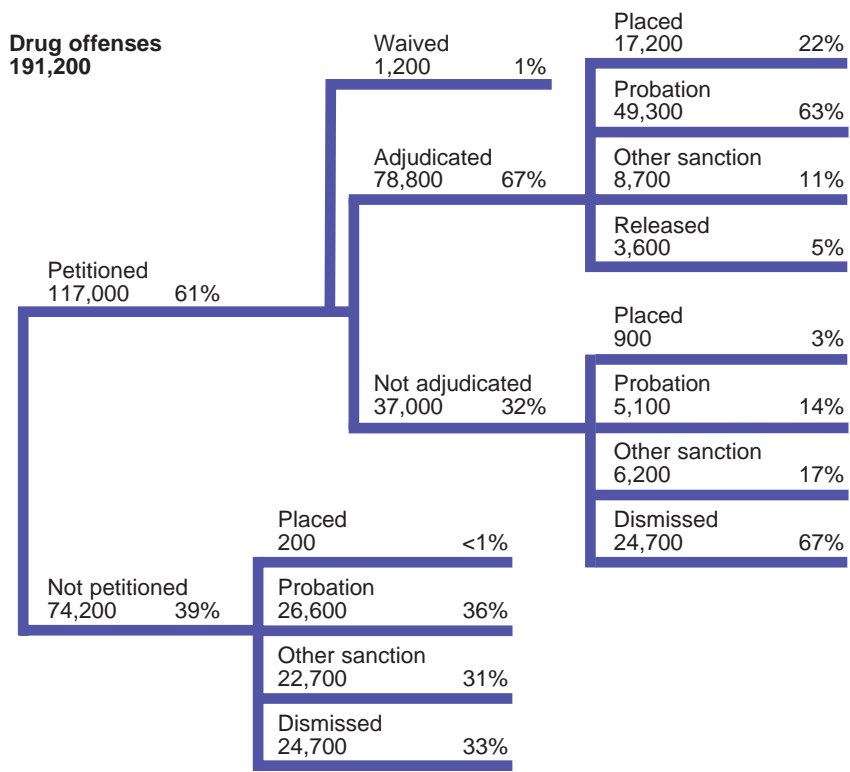 Drug offenses
191,200
Waived
1,200 1%
Adjudicated
78,800 67%
Placed
17,200 22%
Probation
49,300 63%
Other sanction
8,700 11%
Released
3,600 5%
Petitioned
117,000 61%
Not adjudicated
37,000 32%
Placed
900 3%
Probation
5,100 14%
Other sanction
6,200 17%
Dismissed
24,700 67%
Not petitioned
74,200 39%
Placed
200 <1%
Probation
26,600 36%
Other sanction
22,700 31%
Dismissed
24,700 33%